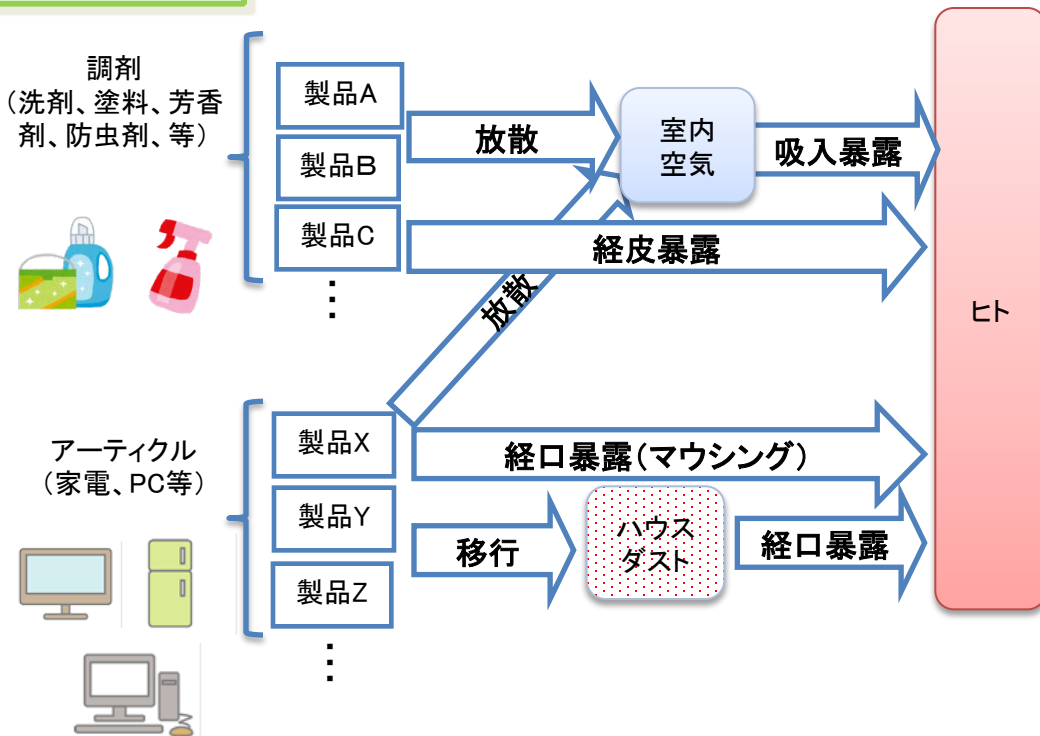 調剤
（洗剤、塗料、芳香
剤、防虫剤、等）
製品A
製品B
製品C
⋮
放散
室内
空気
吸入暴露
経皮暴露
放散
ヒト
アーティクル
（家電、PC等）
製品X
製品Y
製品Z
⋮
経口暴露（マウシング）
移行
ハウス
ダスト
経口暴露